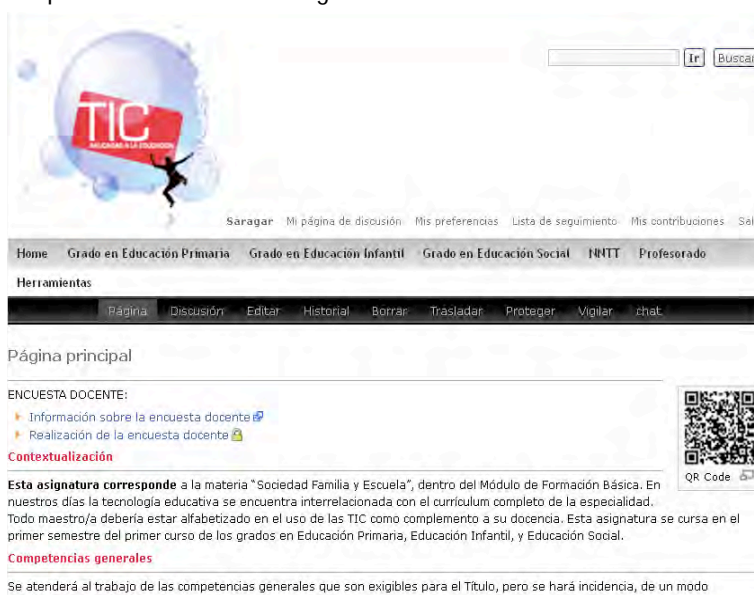 Ir Buscar
TIC
APLICADAS A LA EDUCACIÓN
Saragar Mi página de discusión Mis preferencias Lista de seguimiento Mis contribuciones Sal
Home Grado en Educación Primaria Grado en Educación Infantil Grado en Educación Social NNTT Profesorado
Herramientas
Página Discusión Editar Historial Borrar Trasladar Proteger Vigilar chat
Página principal
ENCUESTA DOCENTE:
Información sobre la encuesta docente
Realización de la encuesta docente
QR Code
Contextualización
Esta asignatura corresponde a la materia "Sociedad Familia y Escuela", dentro del Módulo de Formación Básica. En
nuestros días la tecnología educativa se encuentra interrelacionada con el currículum completo de la especialidad.
Todo maestro/a debería estar alfabetizado en el uso de las TIC como complemento a su docencia. Esta asignatura se cursa en el
primer semestre del primer curso de los grados en Educación Primaria, Educación Infantil, y Educación Social.
Competencias generales
Se atenderá al trabajo de las competencias generales que son exigibles para el Título, pero se hará incidencia, de un modo